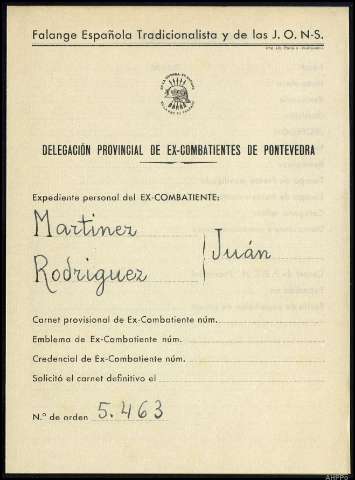 Falange Española Tradicionalista y de las J. O. N-S.
DELEGACIÓN PROVINCIAL DE EX-COMBATIENTES DE PONTEVEDRA
Expediente personal del EX-COMBATIENTE:
Martinez
Rodriguez
Juán
Carnet provisional de Ex-Combatiente núm.
Emblema de Ex-Combatiente núm.
Credencial de Ex-Combatiente núm.
Solicitó el carnet definitivo el
N.º de orden 5.463
AHPPo